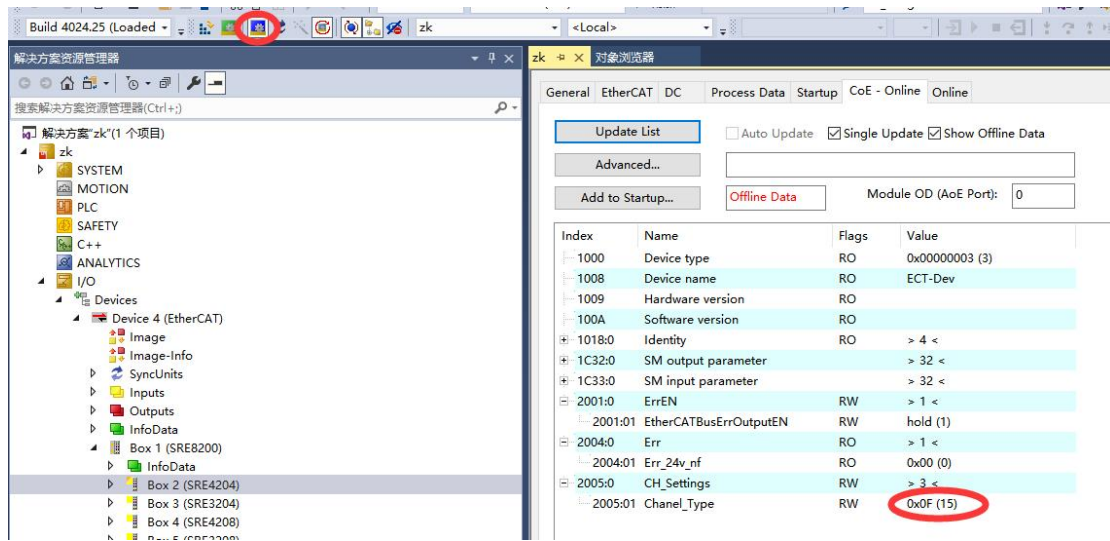 Build 4024.25 (Loaded
zk
<Local>
解决方案资源管理器
搜索解决方案资源管理器(Ctrl+;)
解决方案"zk"(1 个项目)
zk
SYSTEM
MOTION
PLC
SAFETY
C++
ANALYTICS
I/O
Devices
Device 4 (EtherCAT)
Image
Image-Info
SyncUnits
Inputs
Outputs
InfoData
Box 1 (SRE8200)
InfoData
Box 2 (SRE4204)
Box 3 (SRE3204)
Box 4 (SRE4208)
Box 5 (SRE3208)
zk 对象浏览器
General EtherCAT DC Process Data Startup CoE - Online Online
Update List Auto Update Single Update Show Offline Data
Advanced...
Add to Startup... Offline Data Module OD (AoE Port): 0
Index Name Flags Value
1000 Device type RO 0x00000003 (3)
1008 Device name RO ECT-Dev
1009 Hardware version RO
100A Software version RO
1018:0 Identity RO > 4 <
1C32:0 SM output parameter > 32 <
1C33:0 SM input parameter > 32 <
2001:0 ErrEN RW > 1 <
2001:01 EtherCATBusErrOutputEN RW hold (1)
2004:0 Err RO > 1 <
2004:01 Err_24v_nf RO 0x00 (0)
2005:0 CH_Settings RW > 3 <
2005:01 Chanel_Type RW 0x0F (15)